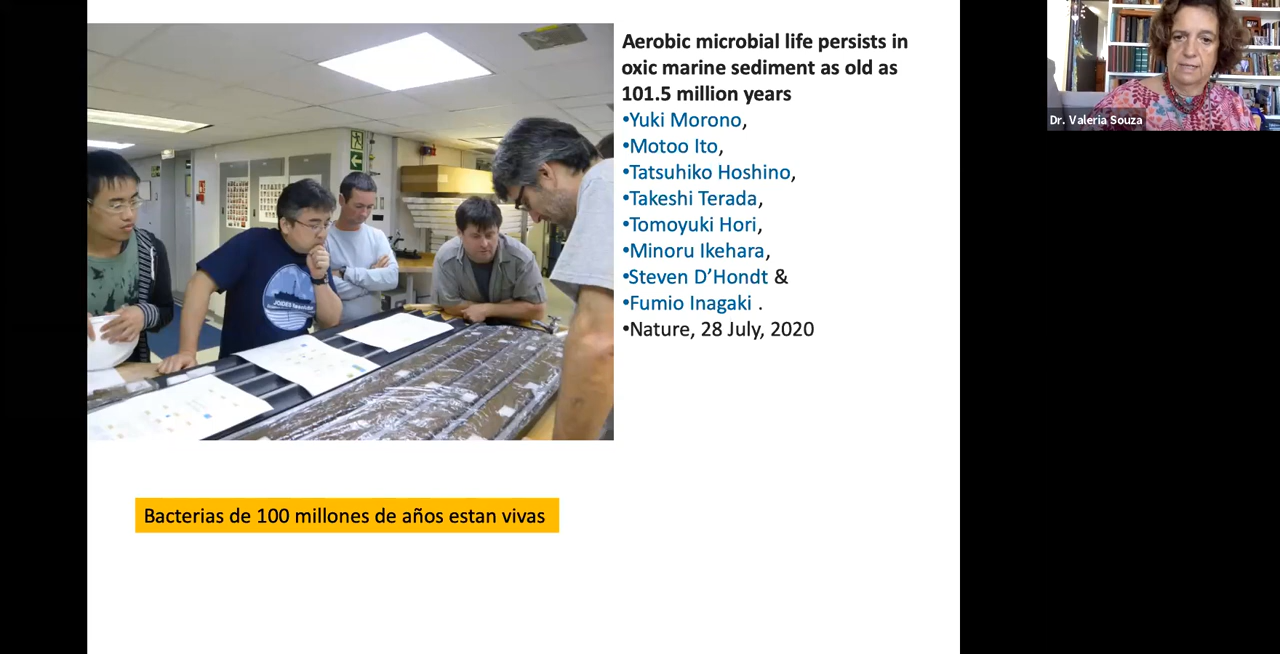 Aerobic microbial life persists in
oxic marine sediment as old as
101.5 million years
•Yuki Morono,
•Motoo Ito,
•Tatsuhiko Hoshino,
•Takeshi Terada,
•Tomoyuki Hori,
•Minoru Ikehara,
•Steven D’Hondt &
•Fumio Inagaki .
•Nature, 28 July, 2020
Bacterias de 100 millones de años estan vivas
Dr. Valeria Souza